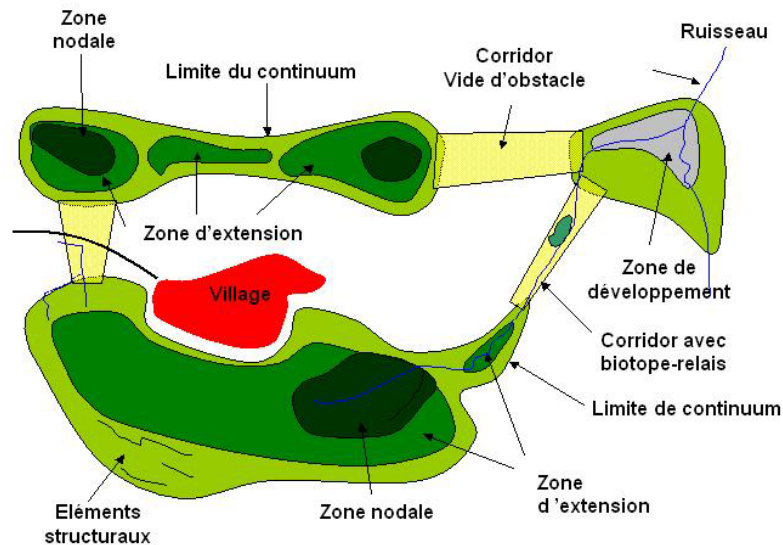 Zone
nodale
Limite du continuum
Corridor
Vide d'obstacle
Ruisseau
Zone d'extension
Village
Zone de
développement
Corridor avec
biotope-relais
Limite de continuum
Zone
d 'extension
Zone nodale
Eléments
structuraux